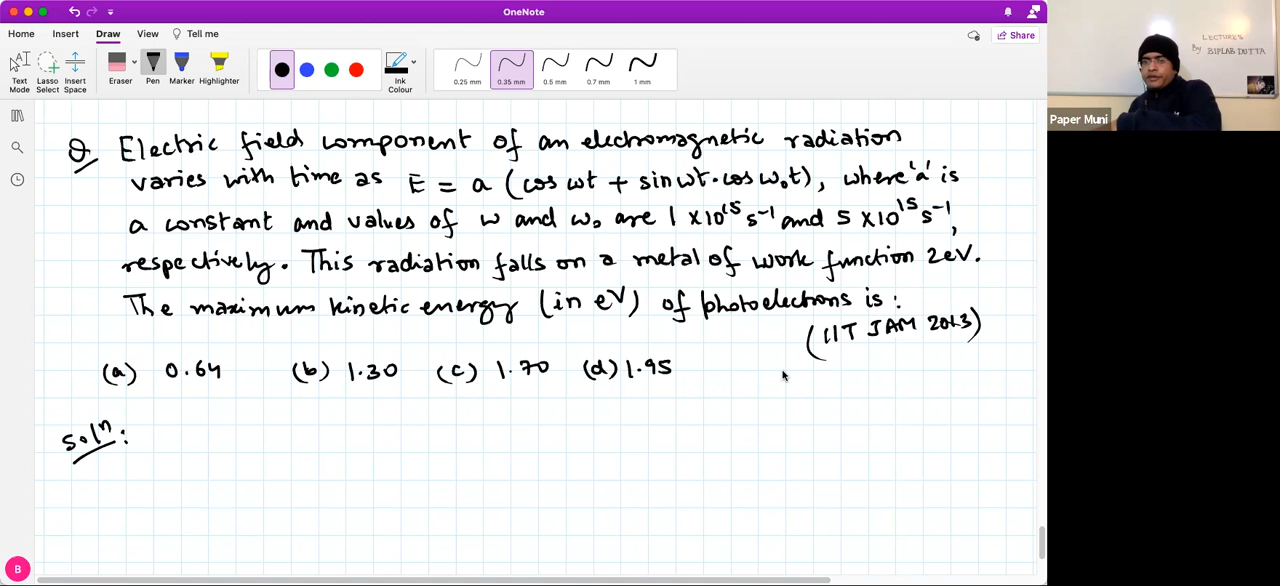 OneNote
Home Insert Draw View Tell me
Share
Text Mode Lasso Select Insert Space Eraser Pen Marker Highlighter Ink Colour 0.25 mm 0.35 mm 0.5 mm 0.7 mm 1 mm
LECTURES
By BIPLAB DUTTA
Paper Muni
Q Electric field component of an electromagnetic radiation
varies with time as E = a (cos ωt + sin ωt . cos ω₀t), where 'a' is
a constant and values of ω and ω₀ are 1 × 10¹⁵ s⁻¹ and 5 × 10¹⁵ s⁻¹,
respectively. This radiation falls on a metal of work function 2eV.
The maximum kinetic energy (in eV) of photoelectrons is :
(IIT JAM 2013)
(a) 0.64 (b) 1.30 (c) 1.70 (d) 1.95
Solⁿ :
B